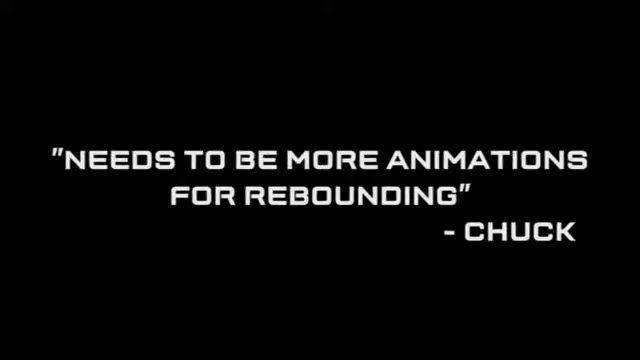 "NEEDS TO BE MORE ANIMATIONS
FOR REBOUNDING"
- CHUCK